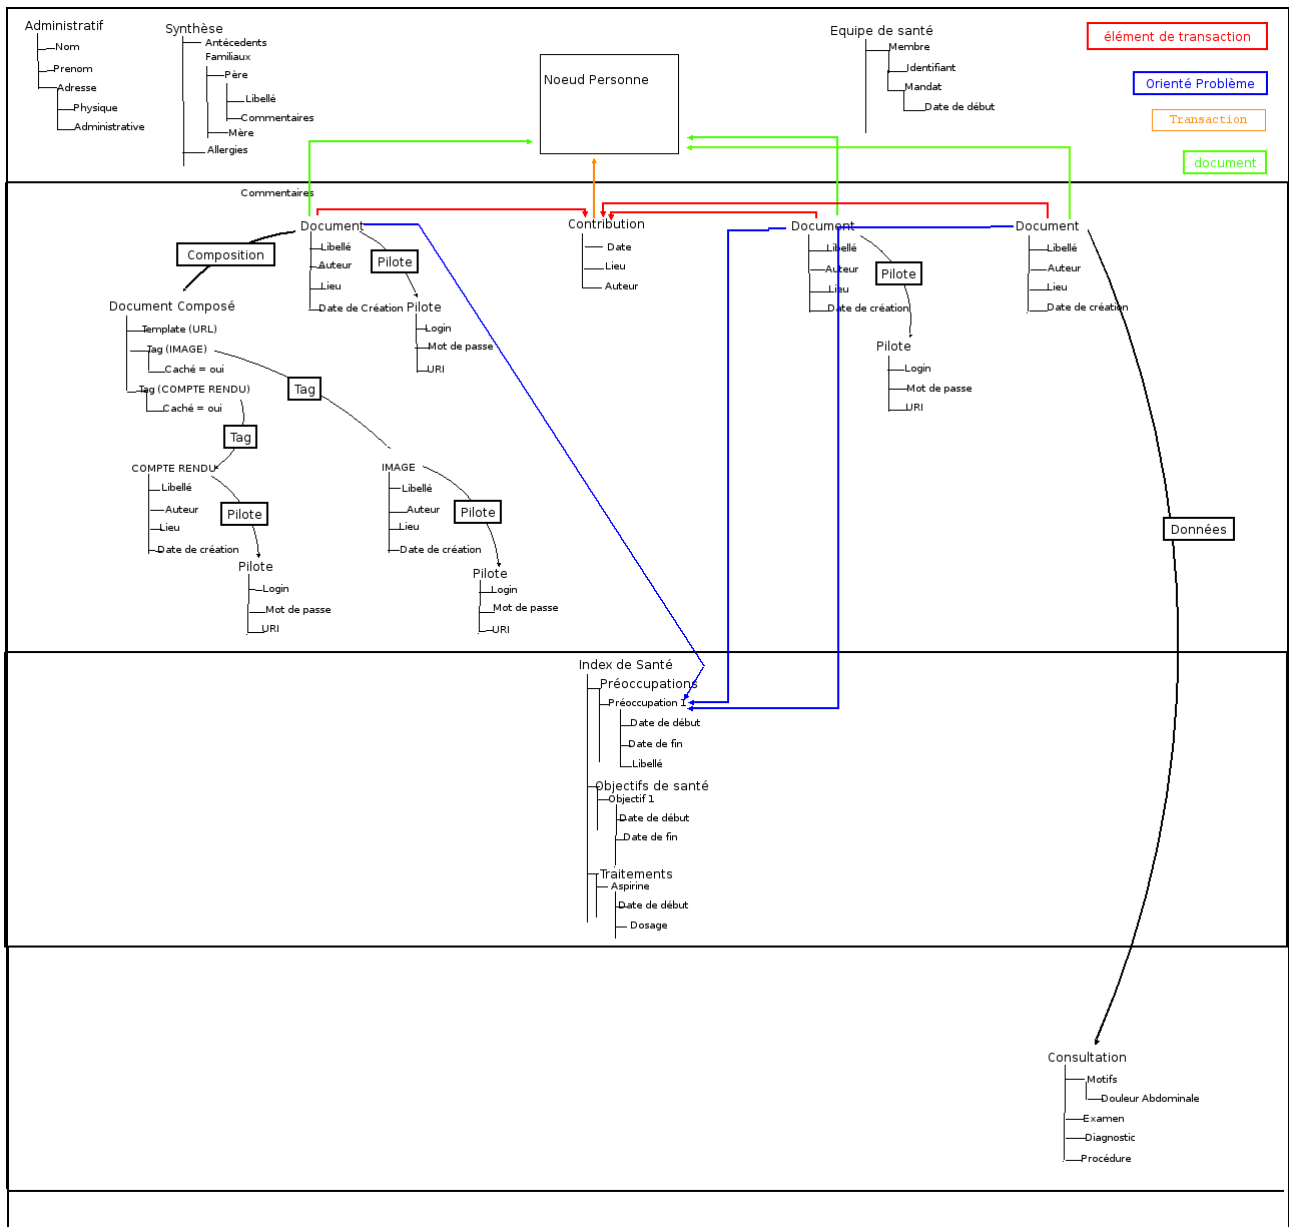 Administratif
Nom
Prenom
Adresse
Physique
Administrative
Synthèse
Antécedents
Familiaux
Père
Libellé
Commentaires
Mère
Allergies
Noeud Personne
Equipe de santé
Membre
Identifiant
Mandat
Date de début
élément de transaction
Orienté Problème
Transaction
document
Commentaires
Document
Libellé
Auteur
Lieu
Date de Création
Composition
Pilote
Pilote
Login
Mot de passe
URI
Contribution
Date
Lieu
Auteur
Document
Libellé
Auteur
Lieu
Date de création
Pilote
Pilote
Login
Mot de passe
URI
Document
Libellé
Auteur
Lieu
Date de création
Document Composé
Template (URL)
Tag (IMAGE)
Caché = oui
Tag (COMPTE RENDU)
Caché = oui
Tag
Tag
COMPTE RENDU
Libellé
Auteur
Lieu
Date de création
Pilote
Pilote
Login
Mot de passe
URI
IMAGE
Libellé
Auteur
Lieu
Date de création
Pilote
Pilote
Login
Mot de passe
URI
Données
Index de Santé
Préoccupations
Préoccupation 1
Date de début
Date de fin
Libellé
Objectifs de santé
Objectif 1
Date de début
Date de fin
Traitements
Aspirine
Date de début
Dosage
Consultation
Motifs
Douleur Abdominale
Examen
Diagnostic
Procédure